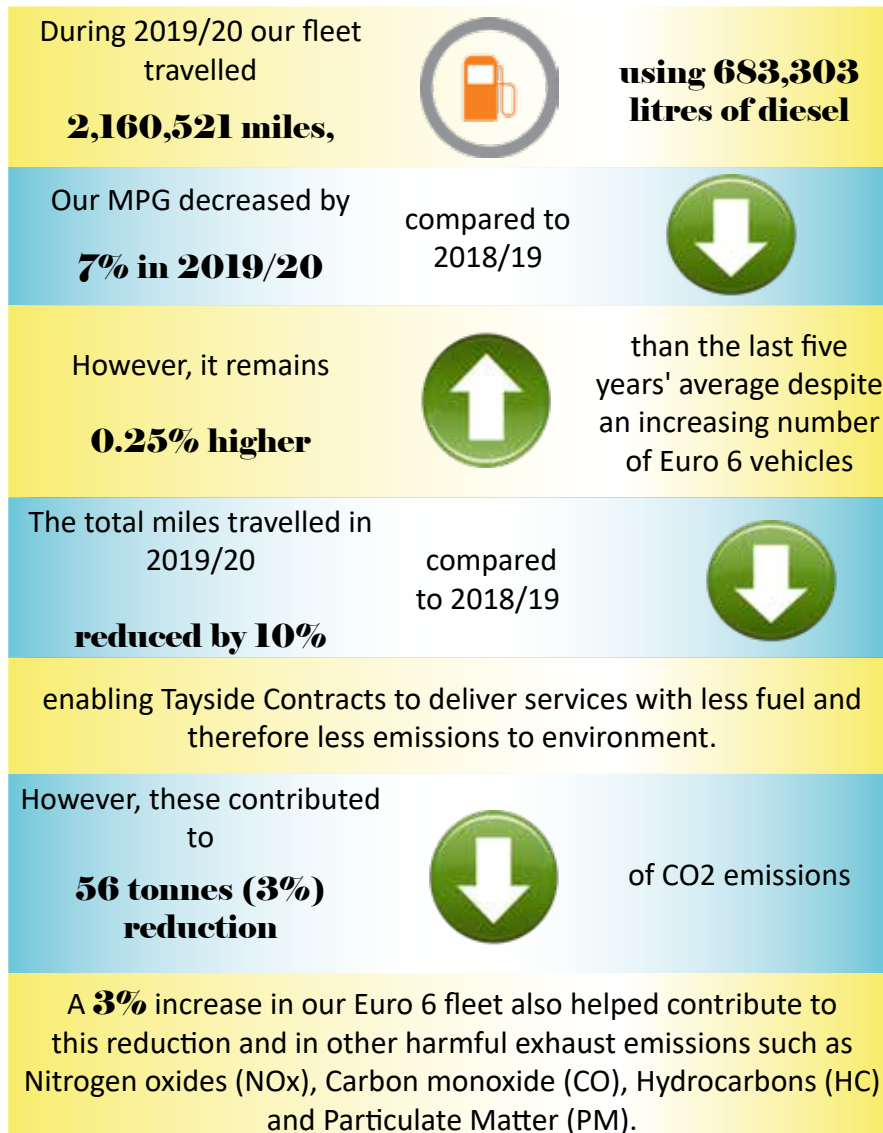 During 2019/20 our fleet
travelled
2,160,521 miles,
using 683,303
litres of diesel
Our MPG decreased by
7% in 2019/20
compared to
2018/19
However, it remains
0.25% higher
than the last five
years' average despite
an increasing number
of Euro 6 vehicles
The total miles travelled in
2019/20
reduced by 10%
compared
to 2018/19
enabling Tayside Contracts to deliver services with less fuel and
therefore less emissions to environment.
However, these contributed
to
56 tonnes (3%)
reduction
of CO2 emissions
A 3% increase in our Euro 6 fleet also helped contribute to
this reduction and in other harmful exhaust emissions such as
Nitrogen oxides (NOx), Carbon monoxide (CO), Hydrocarbons (HC)
and Particulate Matter (PM).